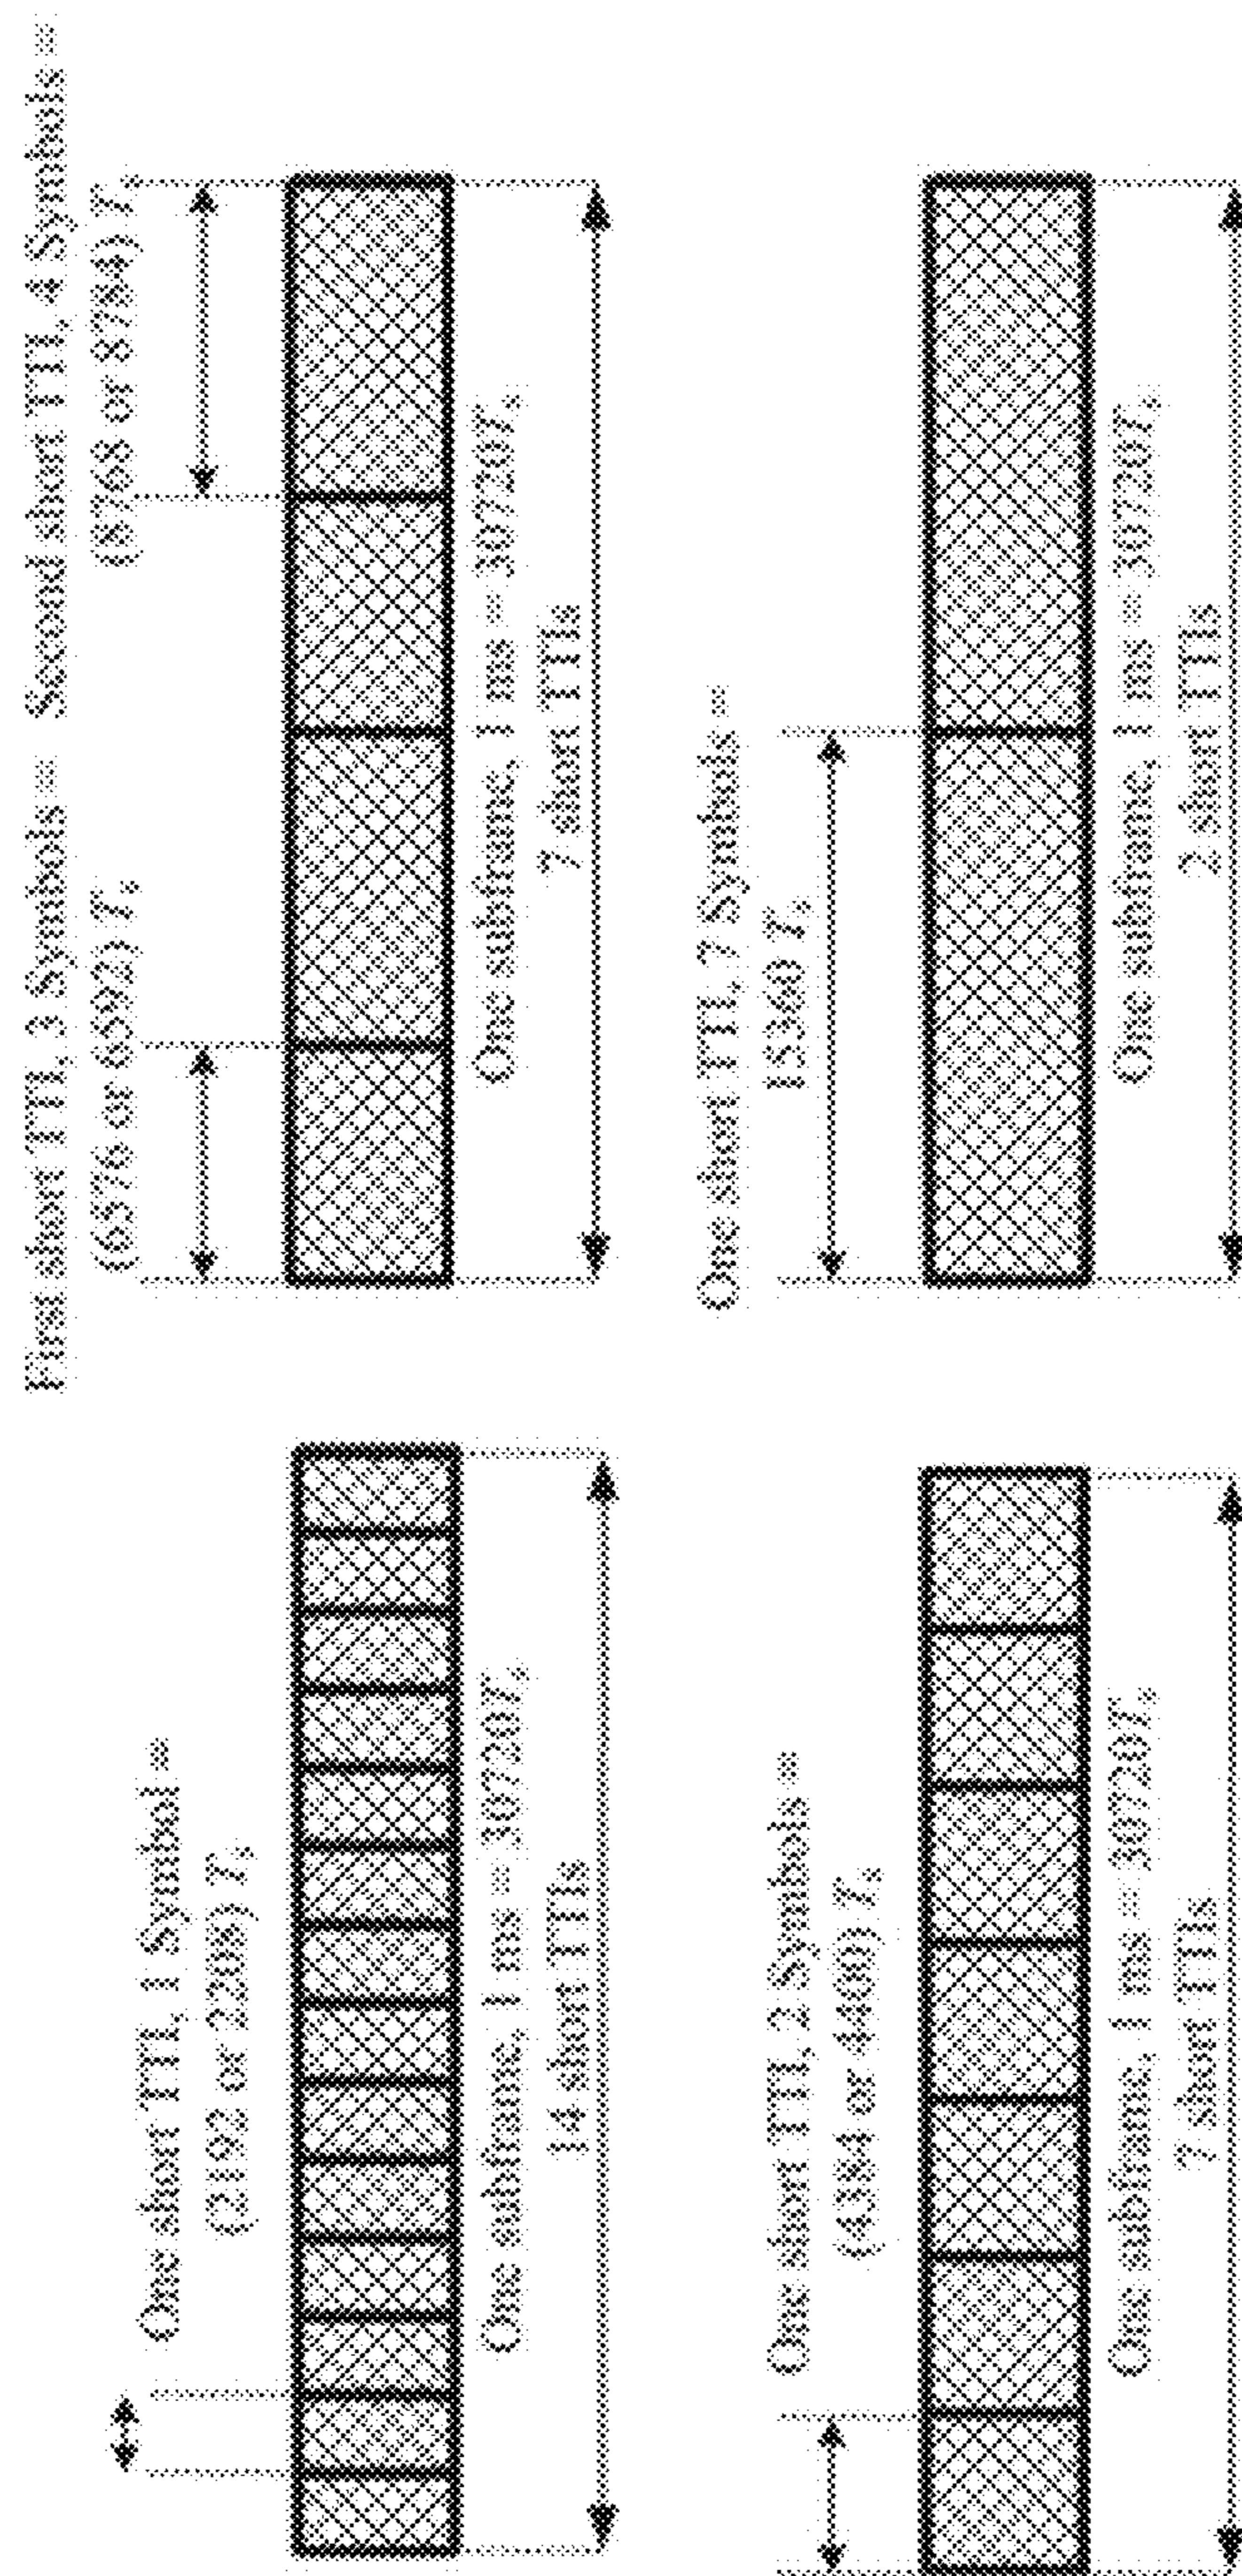 One short TTI, 1 Symbol =
(2192 or 2208) Ts
One subframe, 1 ms = 30720Ts
14 short TTIs
First short TTI, 3 Symbols =
(6576 or 6592) Ts
Second short TTI, 4 Symbols =
(8768 or 8784) Ts
One subframe, 1 ms = 30720Ts
7 short TTIs
One short TTI, 2 Symbols =
(4384 or 4400) Ts
One subframe, 1 ms = 30720Ts
7 short TTIs
One short TTI, 7 Symbols =
15360 Ts
One subframe, 1 ms = 30720Ts
2 short TTIs